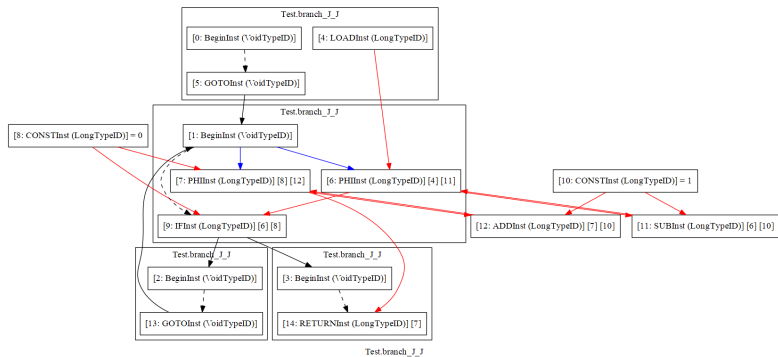 Test.branch_J_J
[0: BeginInst (VoidTypeID)]
[4: LOADInst (LongTypeID)]
[5: GOTOInst (VoidTypeID)]
Test.branch_J_J
[8: CONSTInst (LongTypeID)] = 0
[1: BeginInst (VoidTypeID)]
[7: PHIInst (LongTypeID)] [8] [12]
[6: PHIInst (LongTypeID)] [4] [11]
[10: CONSTInst (LongTypeID)] = 1
[9: IFInst (LongTypeID)] [6] [8]
[12: ADDInst (LongTypeID)] [7] [10]
[11: SUBInst (LongTypeID)] [6] [10]
Test.branch_J_J
Test.branch_J_J
[2: BeginInst (VoidTypeID)]
[3: BeginInst (VoidTypeID)]
[13: GOTOInst (VoidTypeID)]
[14: RETURNInst (LongTypeID)] [7]
Test.branch_J_J